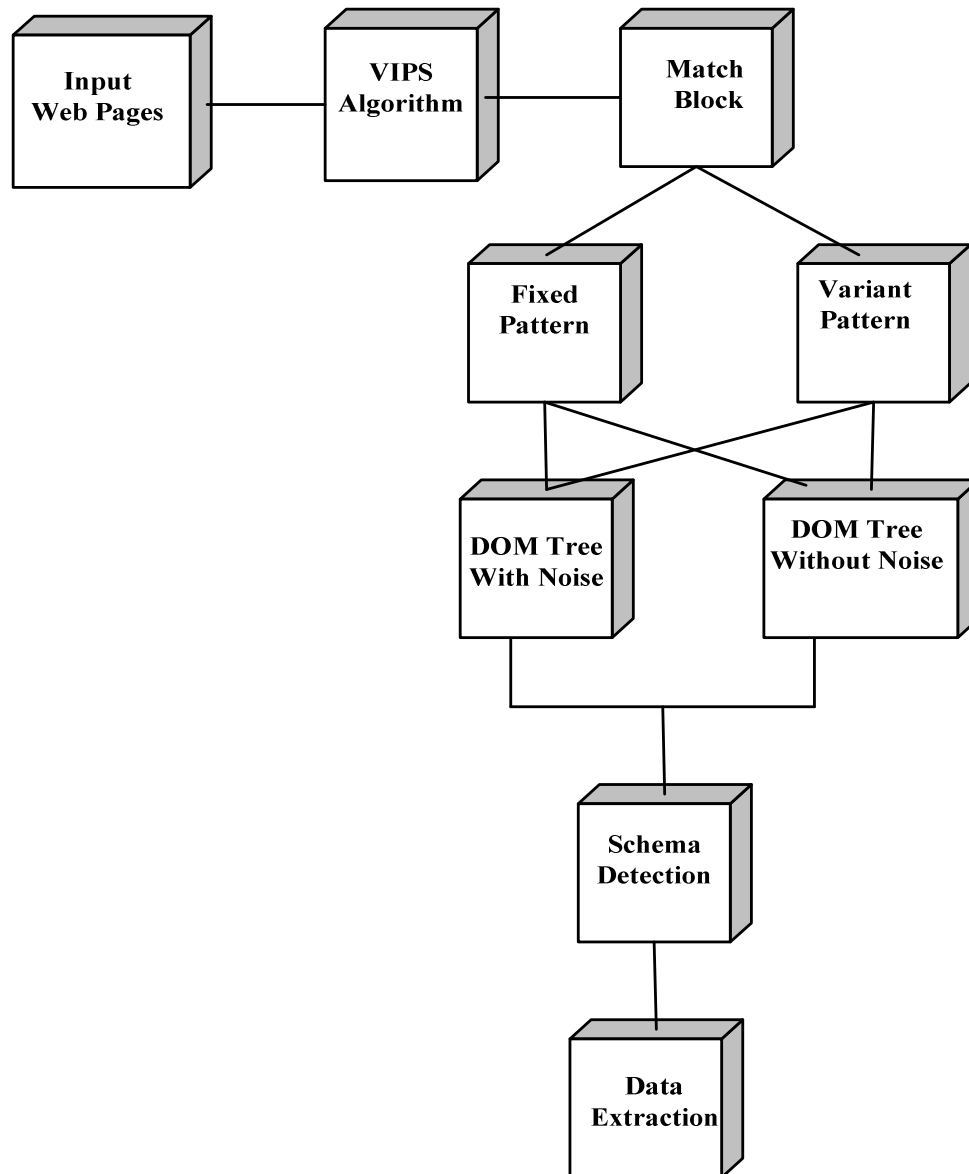 Input
Web Pages
VIPS
Algorithm
Match
Block
Fixed
Pattern
Variant
Pattern
DOM Tree
With Noise
DOM Tree
Without Noise
Schema
Detection
Data
Extraction